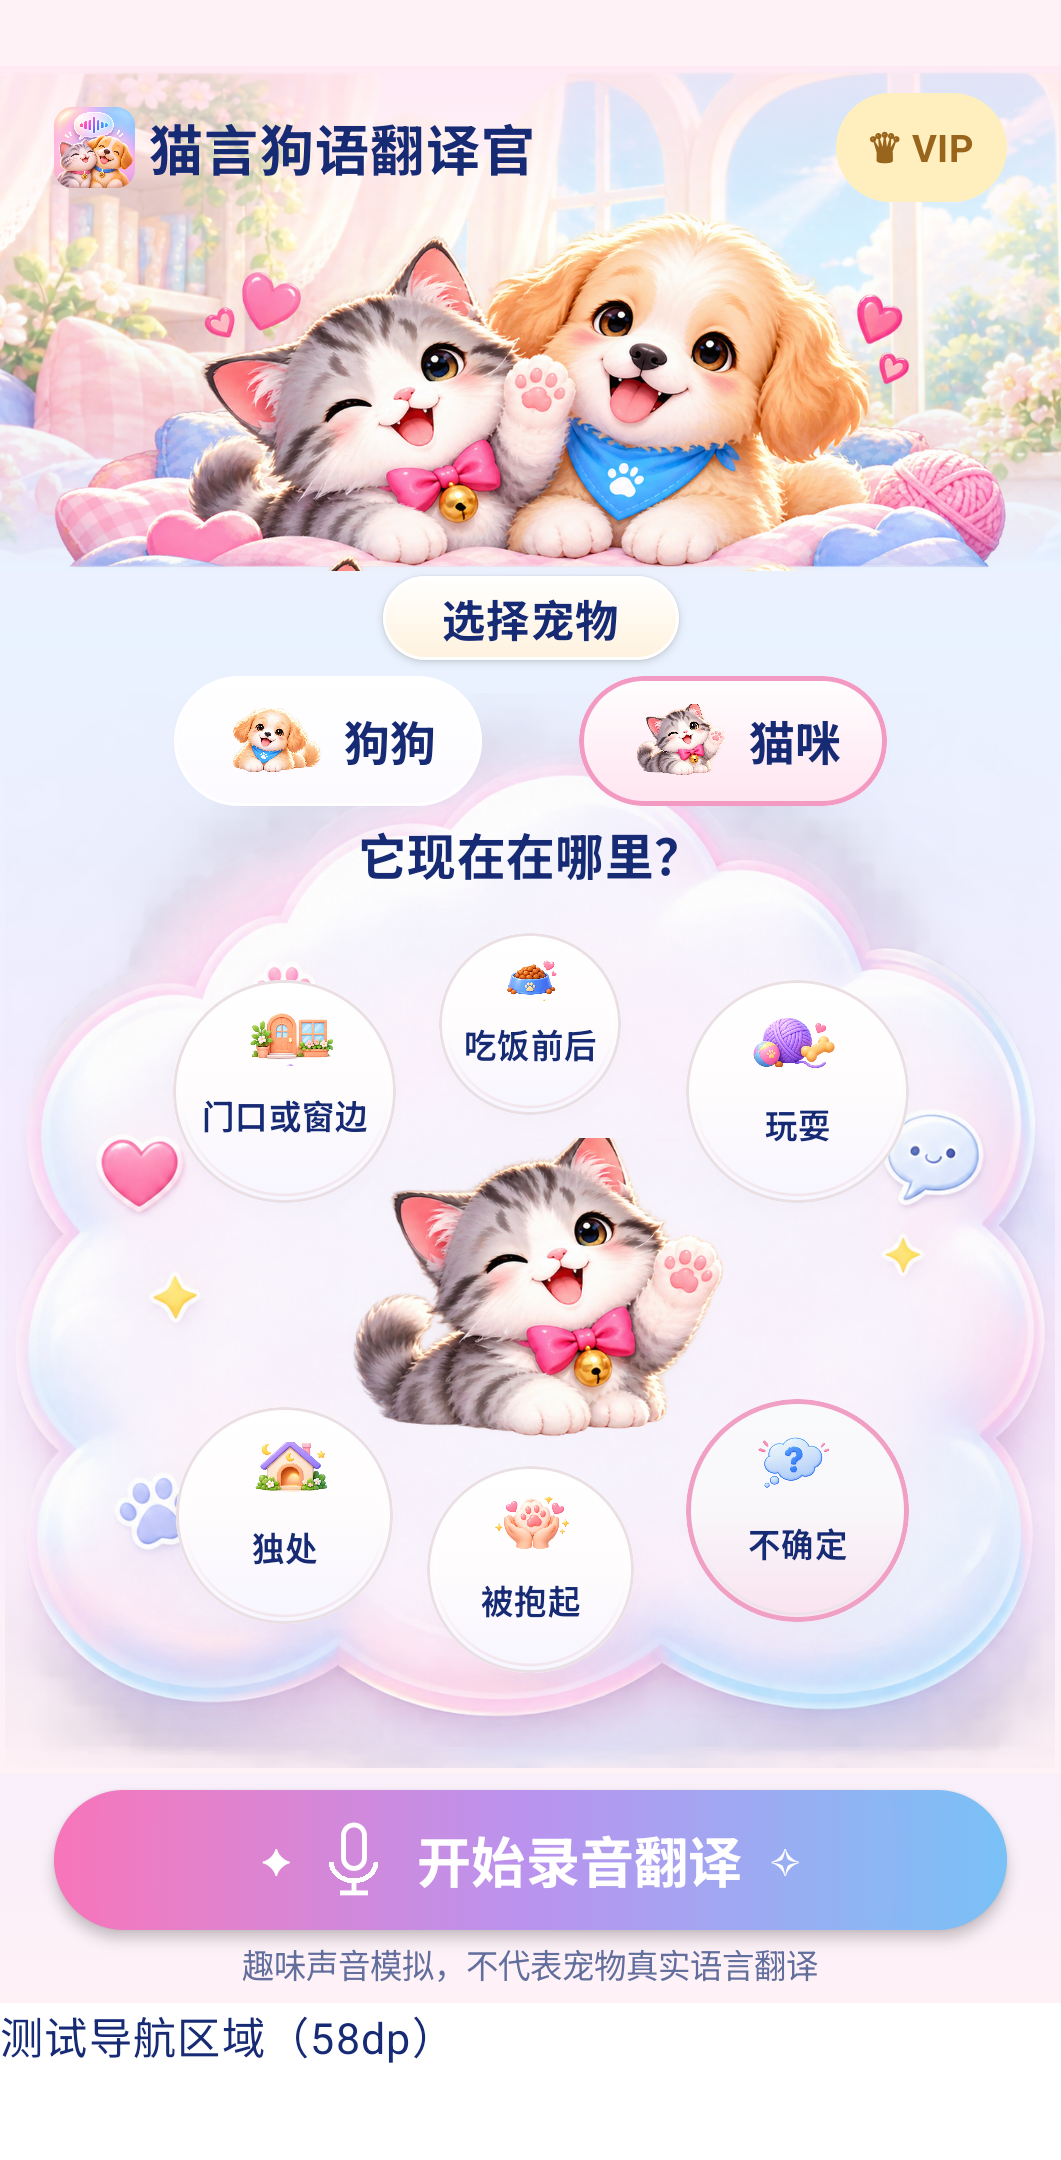 猫言狗语翻译官
VIP
选择宠物
狗狗
猫咪
它现在在哪里?
吃饭前后
门口或窗边
玩耍
独处
被抱起
不确定
开始录音翻译
趣味声音模拟，不代表宠物真实语言翻译
测试导航区域（58dp）